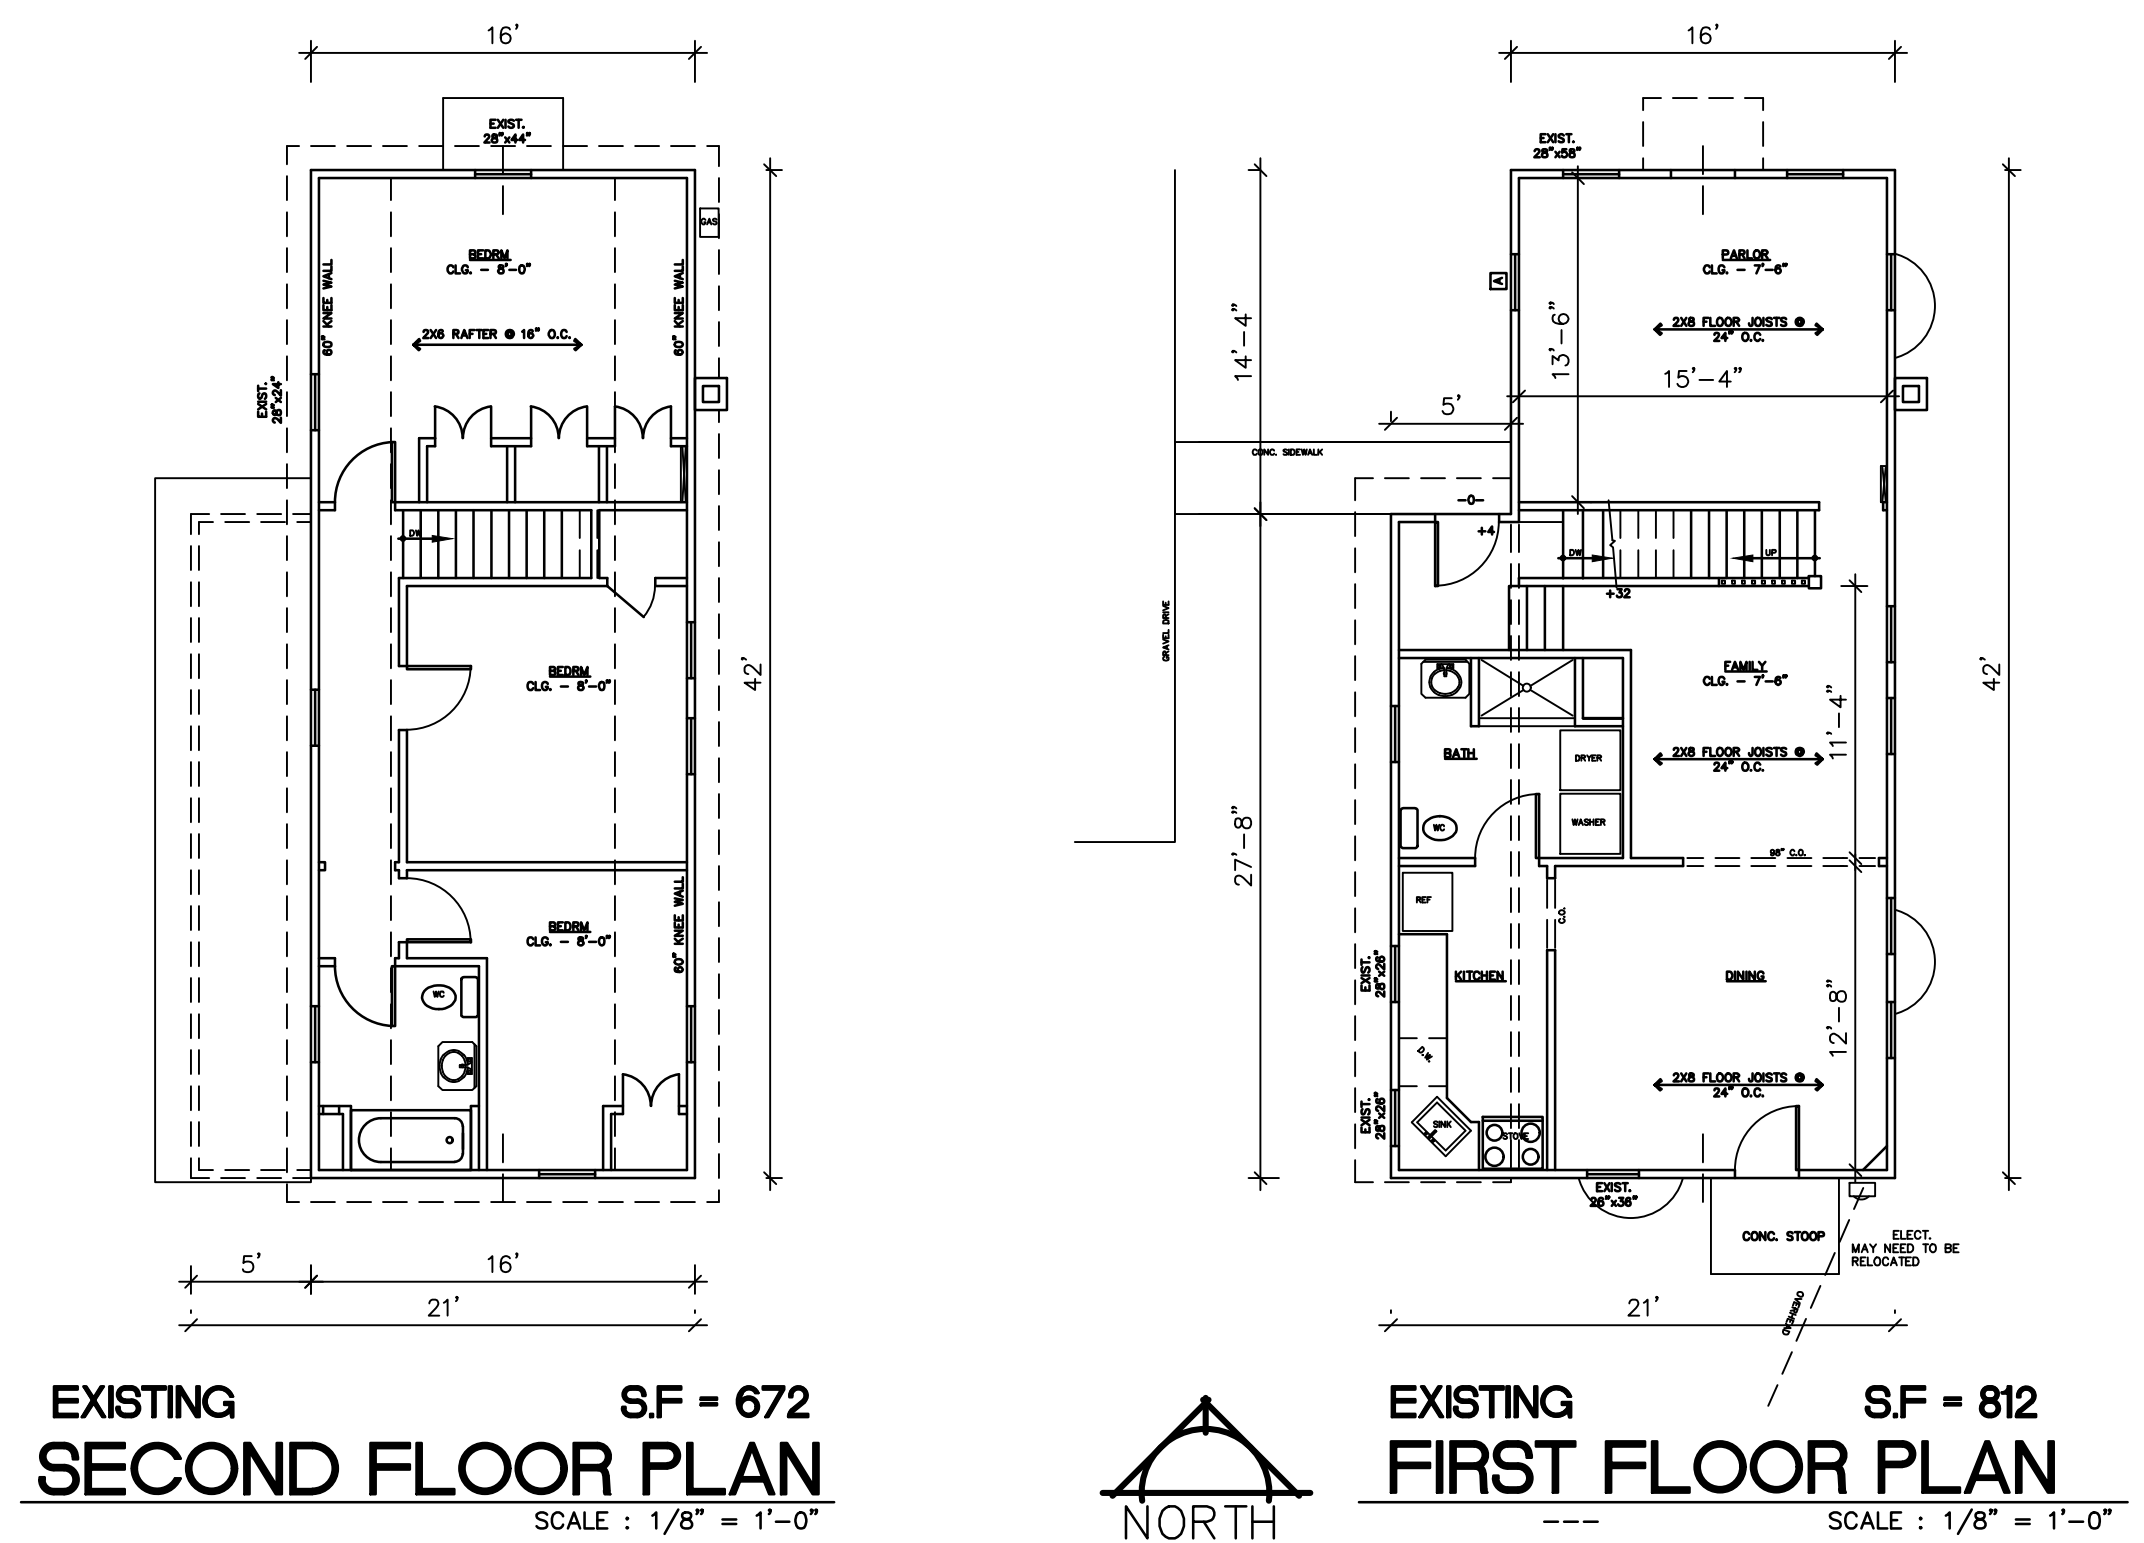 16'
EXIST.
28"x44"
GAS
BEDRM
CLG. - 8'-0"
60" KNEE WALL
60" KNEE WALL
2X6 RAFTER @ 16" O.C.
EXIST.
28"x24"
DW
BEDRM
CLG. - 8'-0"
42'
BEDRM
CLG. - 8'-0"
60" KNEE WALL
WC
5'
16'
21'
EXISTING
S.F = 672
SECOND FLOOR PLAN
SCALE : 1/8" = 1'-0"
16'
EXIST.
28"x58"
PARLOR
CLG. - 7'-6"
A
2X8 FLOOR JOISTS @
24" O.C.
14'-4"
13'-6"
15'-4"
5'
CONC. SIDEWALK
-0-
+4
DW
UP
+32
GRAVEL DRIVE
FAMILY
CLG. - 7'-6"
42'
11'-4"
BATH
DRYER
2X8 FLOOR JOISTS @
24" O.C.
WASHER
WC
27'-8"
98" C.O.
REF
C.O.
EXIST.
28"x26"
KITCHEN
DINING
12'-8"
D.W.
2X8 FLOOR JOISTS @
24" O.C.
EXIST.
28"x26"
SINK
STOVE
EXIST.
26"x36"
CONC. STOOP
ELECT.
MAY NEED TO BE
RELOCATED
OVERHEAD
21'
NORTH
EXISTING
S.F = 812
FIRST FLOOR PLAN
---
SCALE : 1/8" = 1'-0"